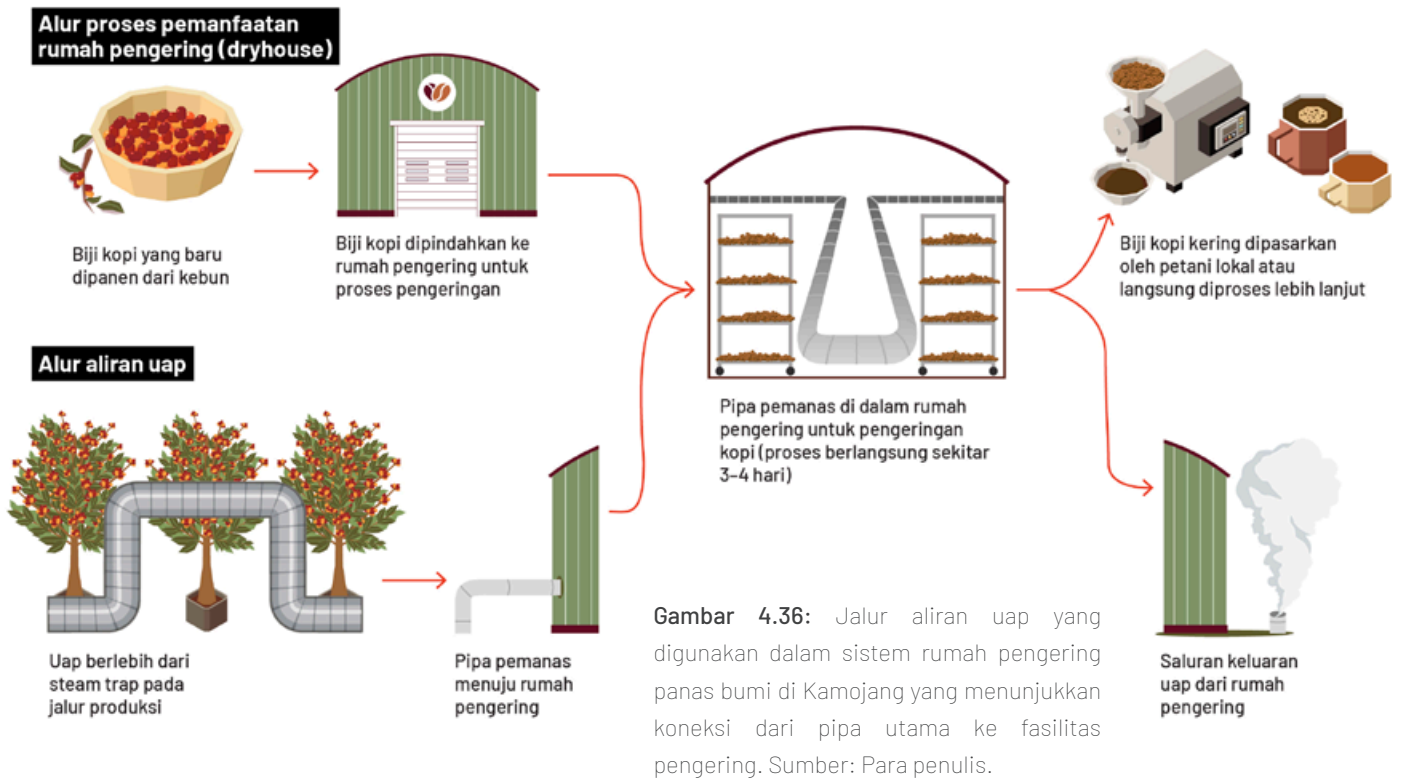 Alur proses pemanfaatan
rumah pengering (dryhouse)
Biji kopi yang baru
dipanen dari kebun
Biji kopi dipindahkan ke
rumah pengering untuk
proses pengeringan
Pipa pemanas di dalam rumah
pengering untuk pengeringan
kopi (proses berlangsung sekitar
3–4 hari)
Biji kopi kering dipasarkan
oleh petani lokal atau
langsung diproses lebih lanjut
Alur aliran uap
Uap berlebih dari
steam trap pada
jalur produksi
Pipa pemanas
menuju rumah
pengering
Saluran keluaran
uap dari rumah
pengering
Gambar 4.36: Jalur aliran uap yang
digunakan dalam sistem rumah pengering
panas bumi di Kamojang yang menunjukkan
koneksi dari pipa utama ke fasilitas
pengering. Sumber: Para penulis.